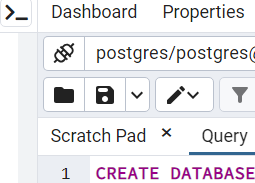 Dashboard Properties
postgres/postgres@
Scratch Pad × Query
1 CREATE DATABASE